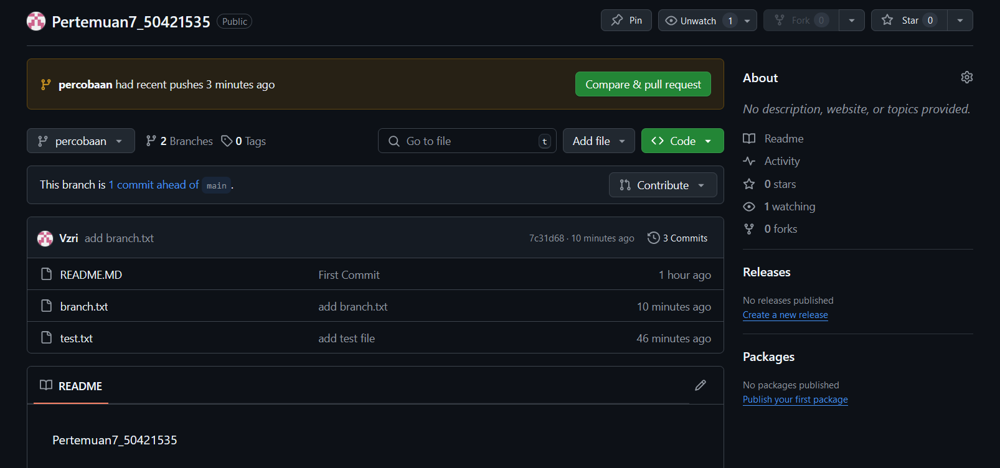 Pertemuan7_50421535 Public Pin Unwatch 1 Fork 0 Star 0
percobaan had recent pushes 3 minutes ago Compare & pull request
percobaan 2 Branches 0 Tags Go to file t Add file Code
This branch is 1 commit ahead of main . Contribute
Vzri add branch.txt 7c31d68 · 10 minutes ago 3 Commits
README.MD First Commit 1 hour ago
branch.txt add branch.txt 10 minutes ago
test.txt add test file 46 minutes ago
README
Pertemuan7_50421535
About
No description, website, or topics provided.
Readme
Activity
0 stars
1 watching
0 forks
Releases
No releases published
Create a new release
Packages
No packages published
Publish your first package